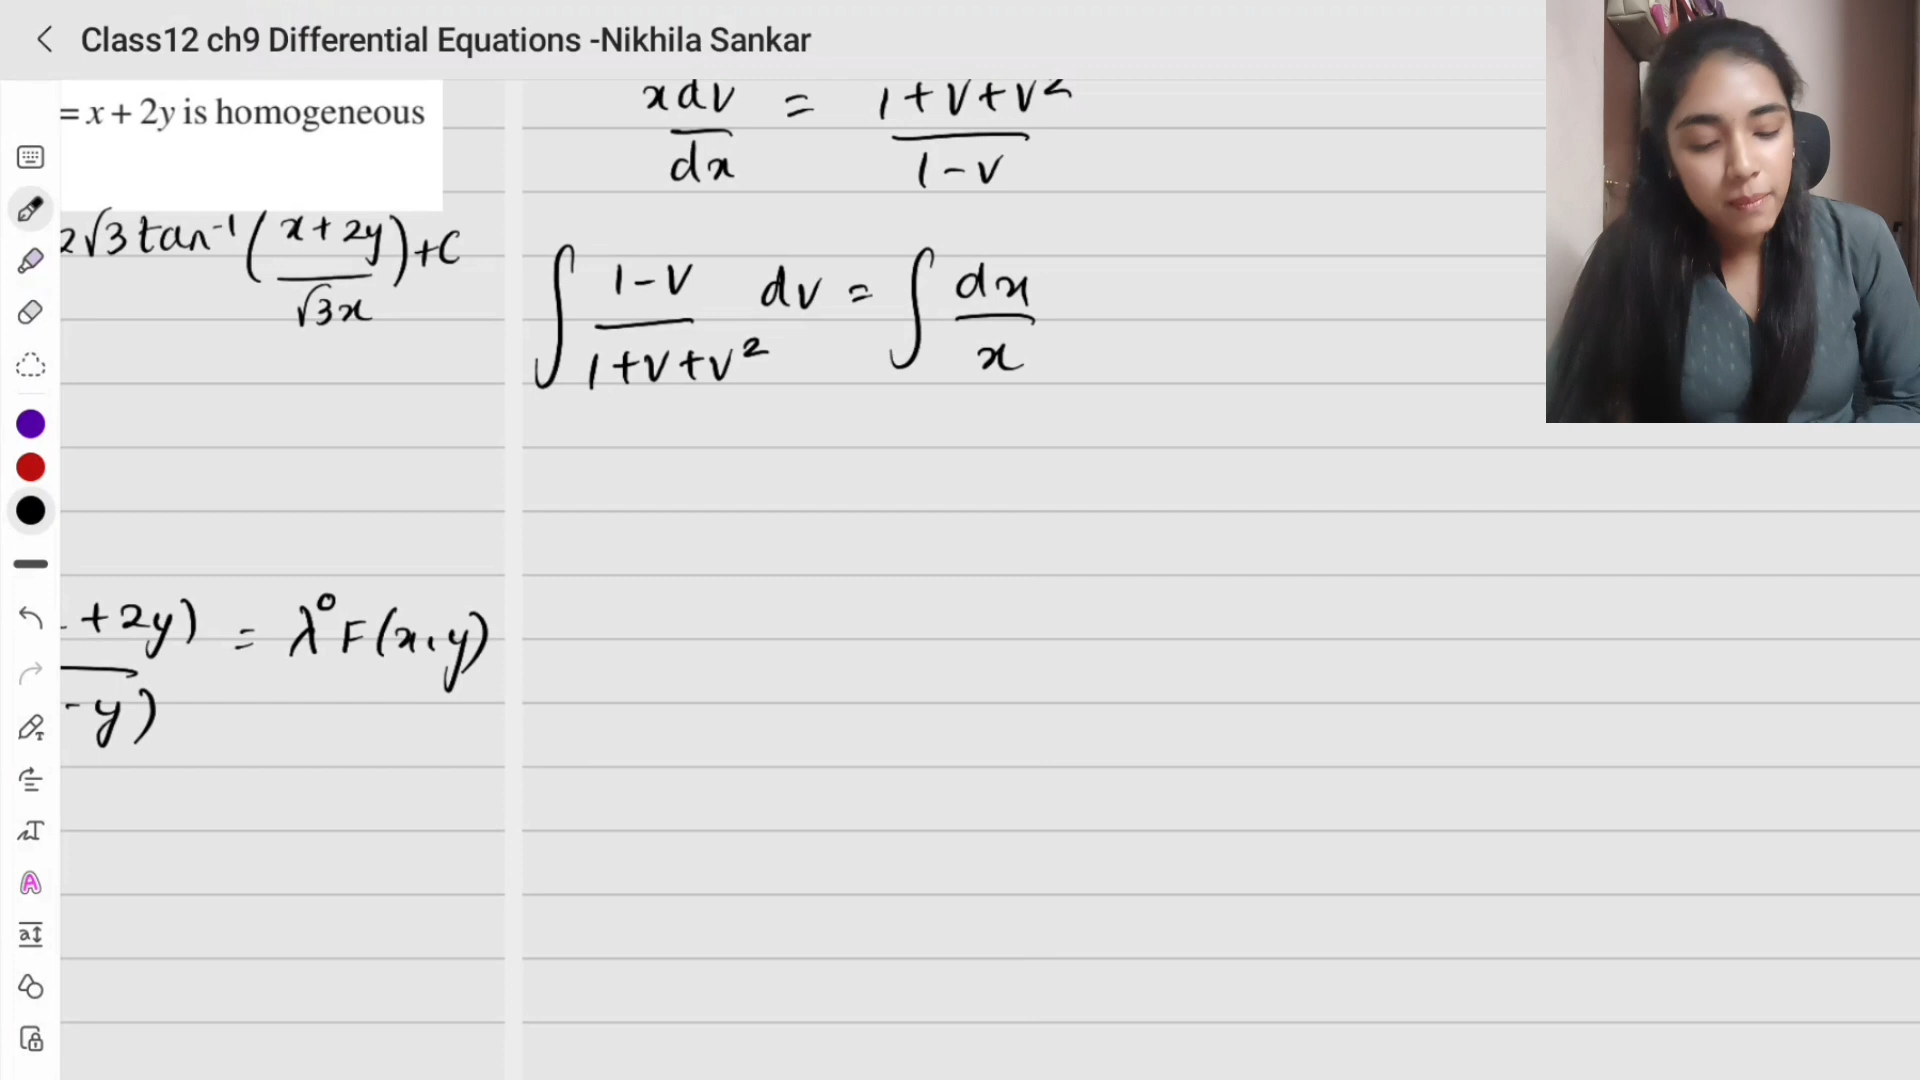 Class12 ch9 Differential Equations -Nikhila Sankar
= x + 2y is homogeneous
2√3 tan⁻¹ (x+2y / √3x) + C
+2y) = λ⁰ F(x,y)
-y)
xdv/dx = 1+v+v²/1-v
∫ 1-v/1+v+v² dv = ∫ dx/x